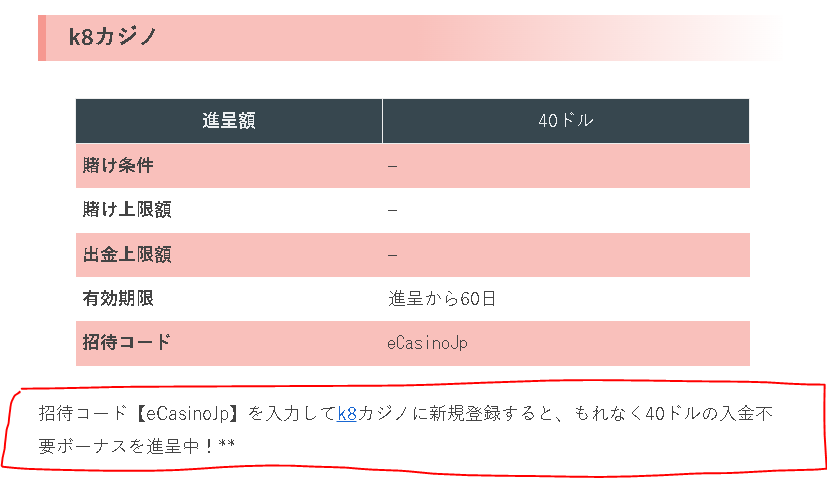 k8カジノ
進呈額 40ドル
賭け条件 –
賭け上限額 –
出金上限額 –
有効期限 進呈から60日
招待コード eCasinoJp
招待コード【eCasinoJp】を入力してk8カジノに新規登録すると、もれなく40ドルの入金不
要ボーナスを進呈中！**